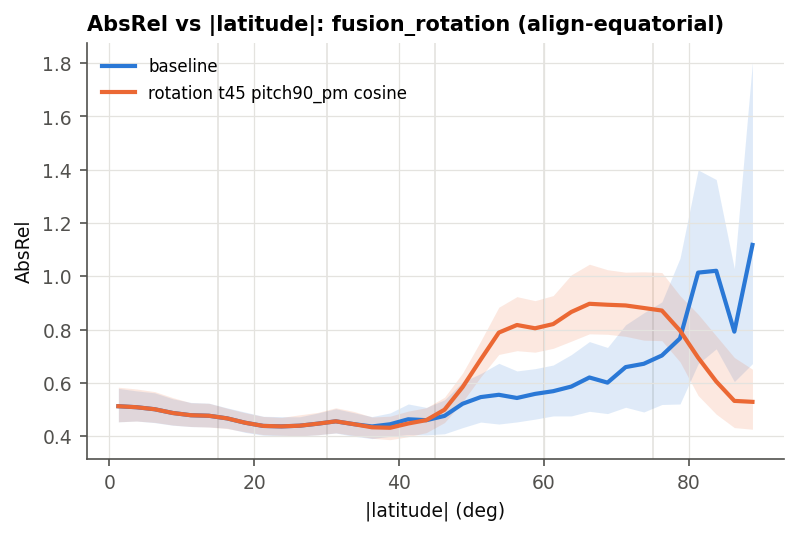 AbsRel vs |latitude|: fusion_rotation (align-equatorial)
baseline
rotation t45 pitch90_pm cosine
AbsRel
1.8
1.6
1.4
1.2
1.0
0.8
0.6
0.4
0 20 40 60 80
|latitude| (deg)